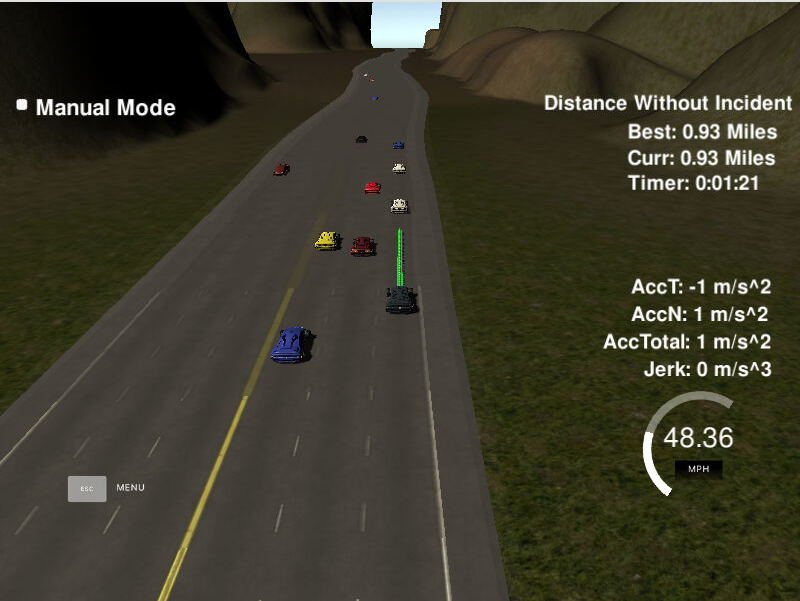 Manual Mode
Distance Without Incident
Best: 0.93 Miles
Curr: 0.93 Miles
Timer: 0:01:21
AccT: -1 m/s^2
AccN: 1 m/s^2
AccTotal: 1 m/s^2
Jerk: 0 m/s^3
48.36
MPH
ESC MENU